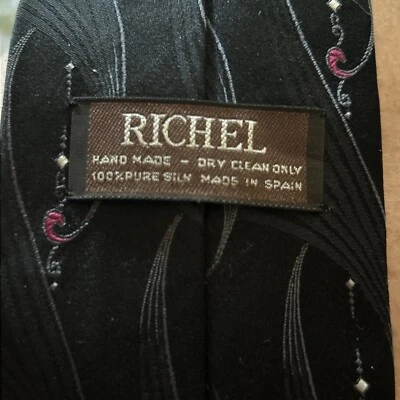 RICHEL
HAND MADE - DRY CLEAN ONLY
100% PURE SILK MADE IN SPAIN